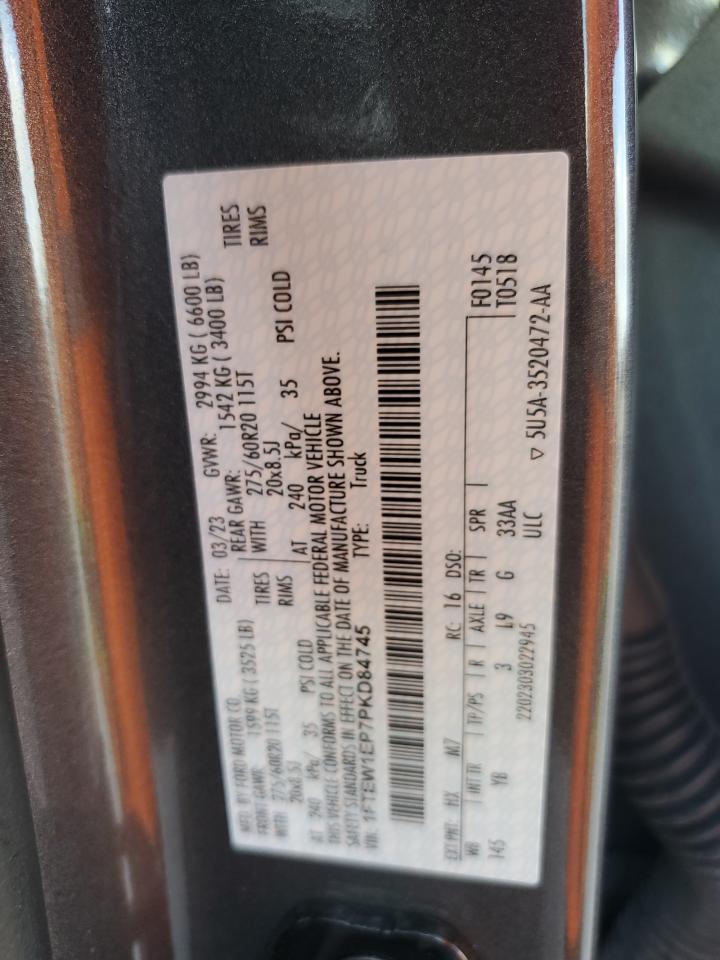 MFD. BY FORD MOTOR CO.
DATE: 03/23 GVWR: 2994 KG ( 6600 LB)
FRONT GAWR: 1599 KG ( 3525 LB) REAR GAWR: 1542 KG ( 3400 LB)
WITH 275/60R20 115T TIRES WITH 275/60R20 115T TIRES
20x8.5J RIMS 20x8.5J RIMS
AT 240 kPa/ 35 PSI COLD AT 240 kPa/ 35 PSI COLD
THIS VEHICLE CONFORMS TO ALL APPLICABLE FEDERAL MOTOR VEHICLE
SAFETY STANDARDS IN EFFECT ON THE DATE OF MANUFACTURE SHOWN ABOVE.
VIN: 1FTEW1EP7PKD84745 TYPE: Truck
EXT PNT: HX M7 RC: 16 DSO:
WB INT TR TP/PS R AXLE TR SPR F0145
145 YB 3 L9 G 33AA T0518
2202303022945 ULC
▽ 5U5A-3520472-AA